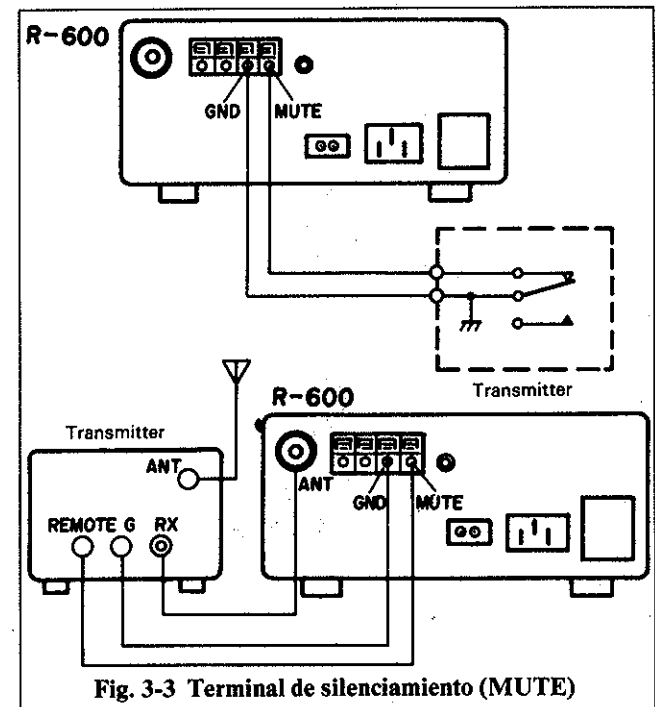 R-600
GND MUTE
Transmitter
R-600
Transmitter
ANT
ANT
GND MUTE
REMOTE G RX
Fig. 3-3 Terminal de silenciamiento (MUTE)